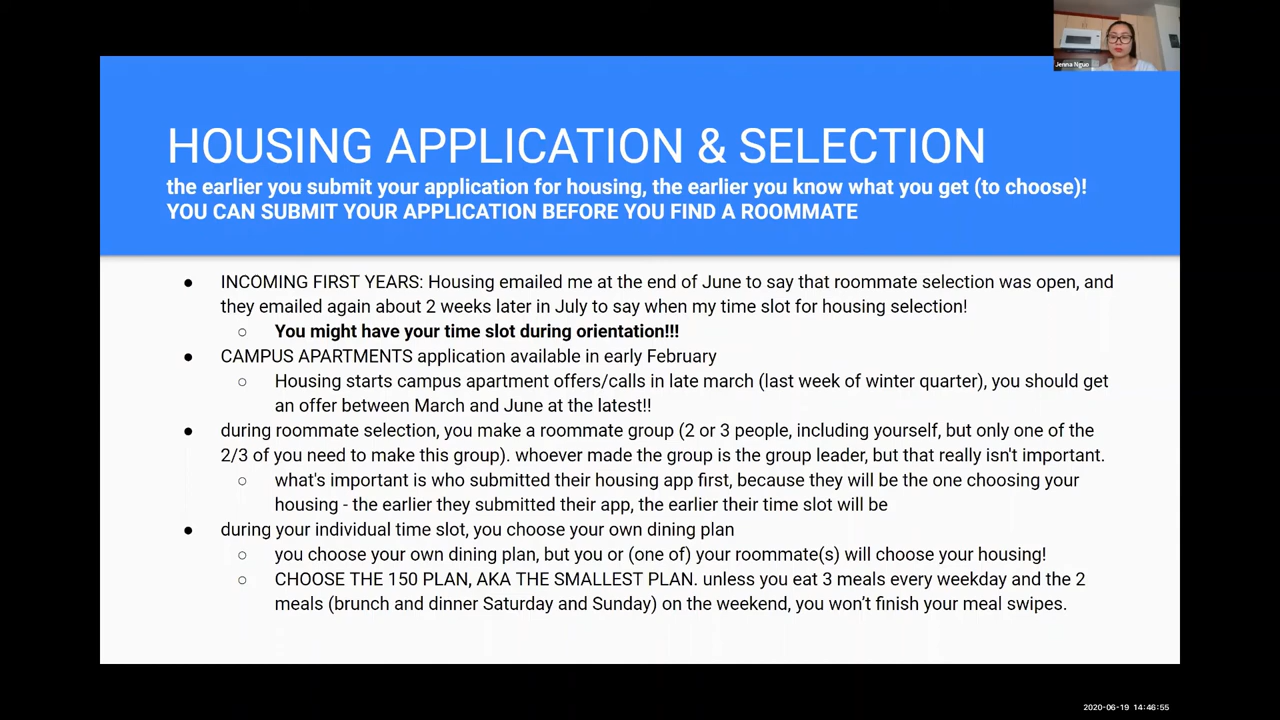 Jenna Nguo
HOUSING APPLICATION & SELECTION
the earlier you submit your application for housing, the earlier you know what you get (to choose)!
YOU CAN SUBMIT YOUR APPLICATION BEFORE YOU FIND A ROOMMATE
● INCOMING FIRST YEARS: Housing emailed me at the end of June to say that roommate selection was open, and
they emailed again about 2 weeks later in July to say when my time slot for housing selection!
○ You might have your time slot during orientation!!!
● CAMPUS APARTMENTS application available in early February
○ Housing starts campus apartment offers/calls in late march (last week of winter quarter), you should get
an offer between March and June at the latest!!
● during roommate selection, you make a roommate group (2 or 3 people, including yourself, but only one of the
2/3 of you need to make this group). whoever made the group is the group leader, but that really isn't important.
○ what's important is who submitted their housing app first, because they will be the one choosing your
housing - the earlier they submitted their app, the earlier their time slot will be
● during your individual time slot, you choose your own dining plan
○ you choose your own dining plan, but you or (one of) your roommate(s) will choose your housing!
○ CHOOSE THE 150 PLAN, AKA THE SMALLEST PLAN. unless you eat 3 meals every weekday and the 2
meals (brunch and dinner Saturday and Sunday) on the weekend, you won't finish your meal swipes.
2020-06-19 14:46:55